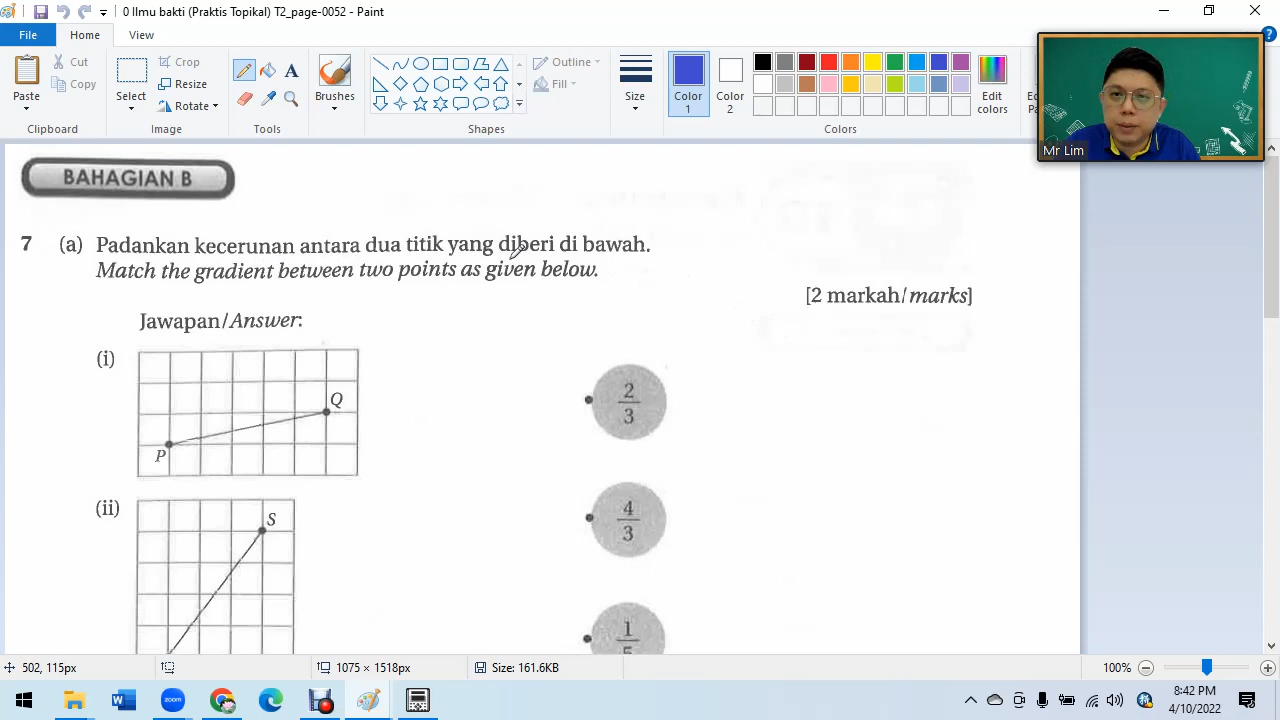 0 Ilmu bakti (Praktis Topikal) T2_page-0052 - Paint
File Home View
Paste Cut Copy
Clipboard
Select Crop Resize Rotate
Image
A
Tools
Brushes
Outline Fill
Shapes
Size
Color 1 Color 2
Edit colors
Colors
Mr Lim
BAHAGIAN B
7 (a) Padankan kecerunan antara dua titik yang diberi di bawah.
Match the gradient between two points as given below.
[2 markah/marks]
Jawapan/Answer:
(i)
Q
P
2/3
(ii)
S
4/3
1/5
502, 115px
1075 × 1518px
Size: 161.6KB
100%
zoom
8:42 PM
4/10/2022